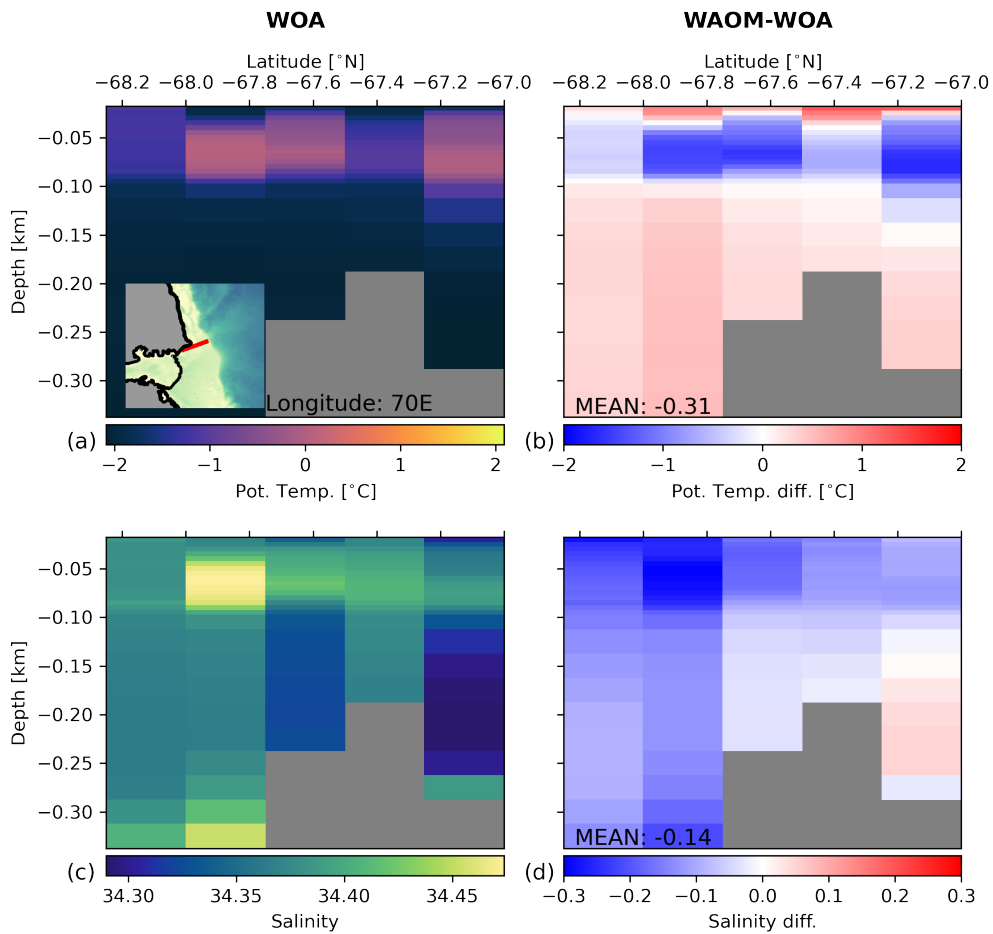 WOA
WAOM-WOA
Latitude [°N]
Latitude [°N]
−68.2 −68.0 −67.8 −67.6 −67.4 −67.2 −67.0
−68.2 −68.0 −67.8 −67.6 −67.4 −67.2 −67.0
Depth [km]
−0.05
−0.10
−0.15
−0.20
−0.25
−0.30
Longitude: 70E
MEAN: -0.31
(a)
−2 −1 0 1 2
Pot. Temp. [°C]
(b)
−2 −1 0 1 2
Pot. Temp. diff. [°C]
Depth [km]
−0.05
−0.10
−0.15
−0.20
−0.25
−0.30
MEAN: -0.14
(c)
34.30 34.35 34.40 34.45
Salinity
(d)
−0.3 −0.2 −0.1 0.0 0.1 0.2 0.3
Salinity diff.